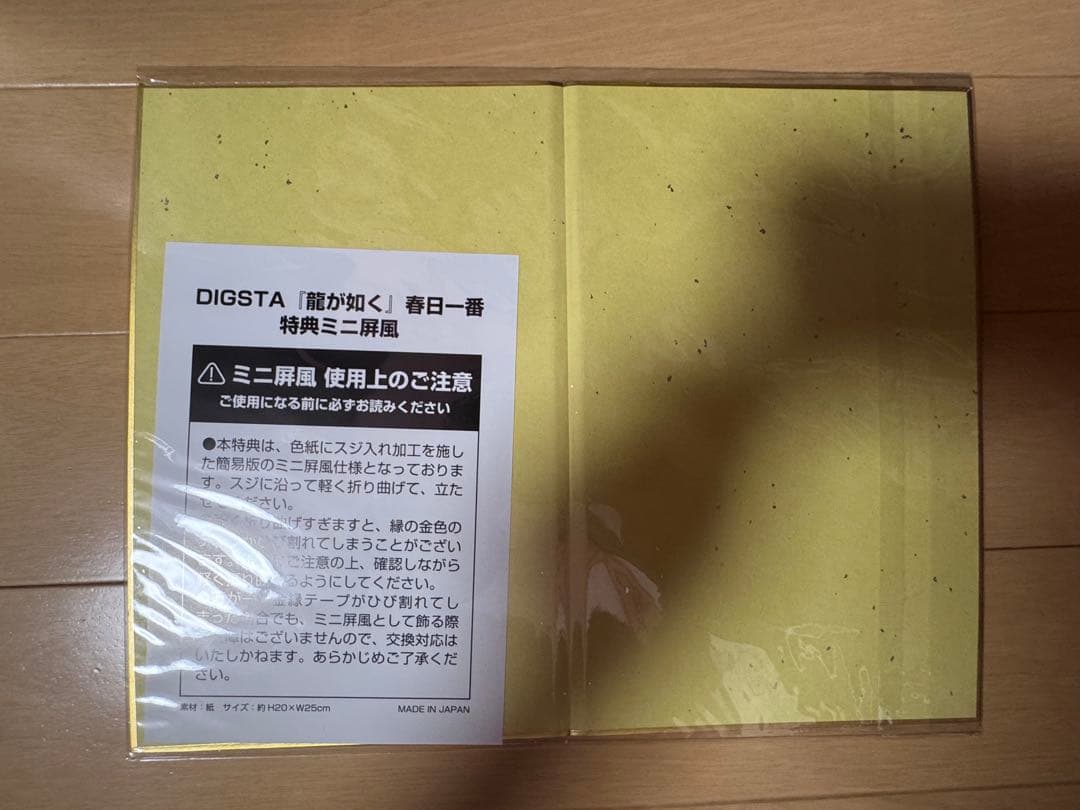 DIGSTA『龍が如く』春日一番
特典ミニ屏風
ミニ屏風 使用上のご注意
ご使用になる前に必ずお読みください
●本特典は、色紙にスジ入れ加工を施し
た簡易版のミニ屏風仕様となっておりま
す。スジに沿って軽く折り曲げて、立た
せください。
曲げすぎますと、縁の金色の
割れてしまうことがござい
ご注意の上、確認しながら
るようにしてください。
金縁テープがひび割れてし
合でも、ミニ屏風として飾る際
はございませんので、交換対応は
いたしかねます。あらかじめご了承くだ
さい。
素材：紙 サイズ：約H20×W25cm
MADE IN JAPAN